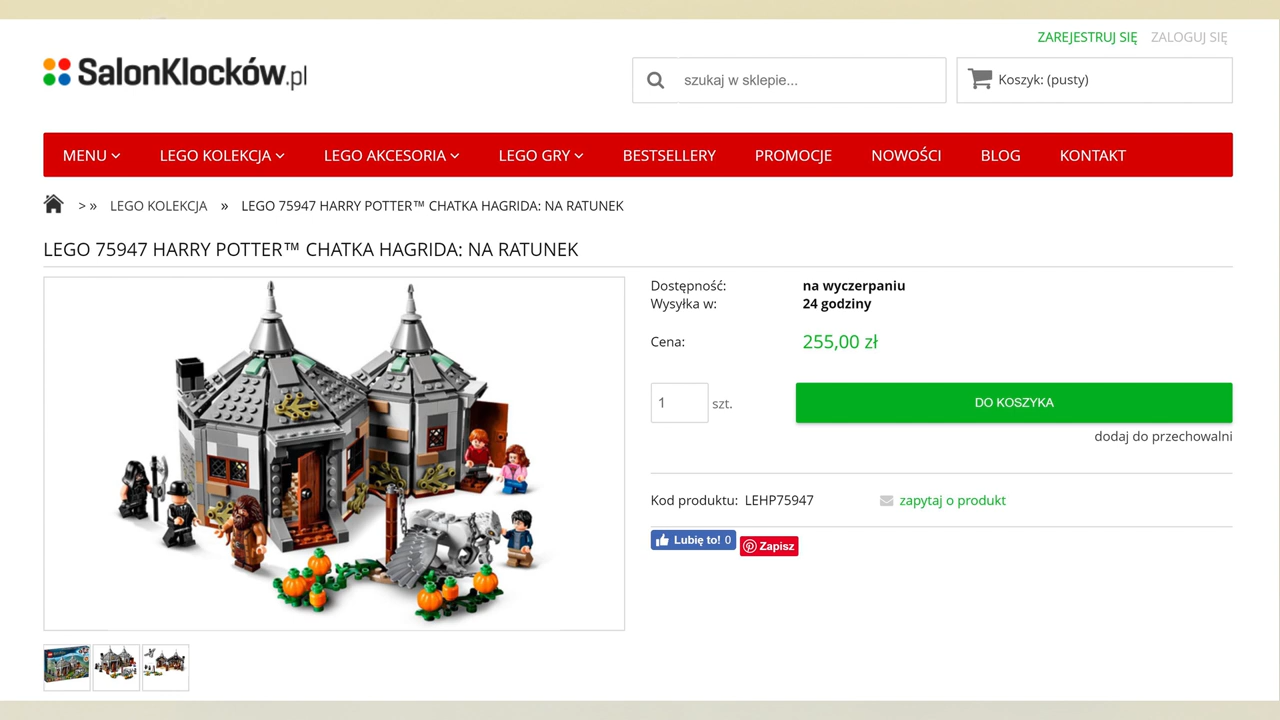 ZAREJESTRUJ SIĘ ZALOGUJ SIĘ
SalonKlocków.pl
szukaj w sklepie...
Koszyk: (pusty)
MENU LEGO KOLEKCJA LEGO AKCESORIA LEGO GRY BESTSELLERY PROMOCJE NOWOŚCI BLOG KONTAKT
> » LEGO KOLEKCJA » LEGO 75947 HARRY POTTER™ CHATKA HAGRIDA: NA RATUNEK
LEGO 75947 HARRY POTTER™ CHATKA HAGRIDA: NA RATUNEK
Dostępność: na wyczerpaniu
Wysyłka w: 24 godziny
Cena: 255,00 zł
1 szt. DO KOSZYKA
dodaj do przechowalni
Kod produktu: LEHP75947 zapytaj o produkt
Lubię to! 0 Zapisz